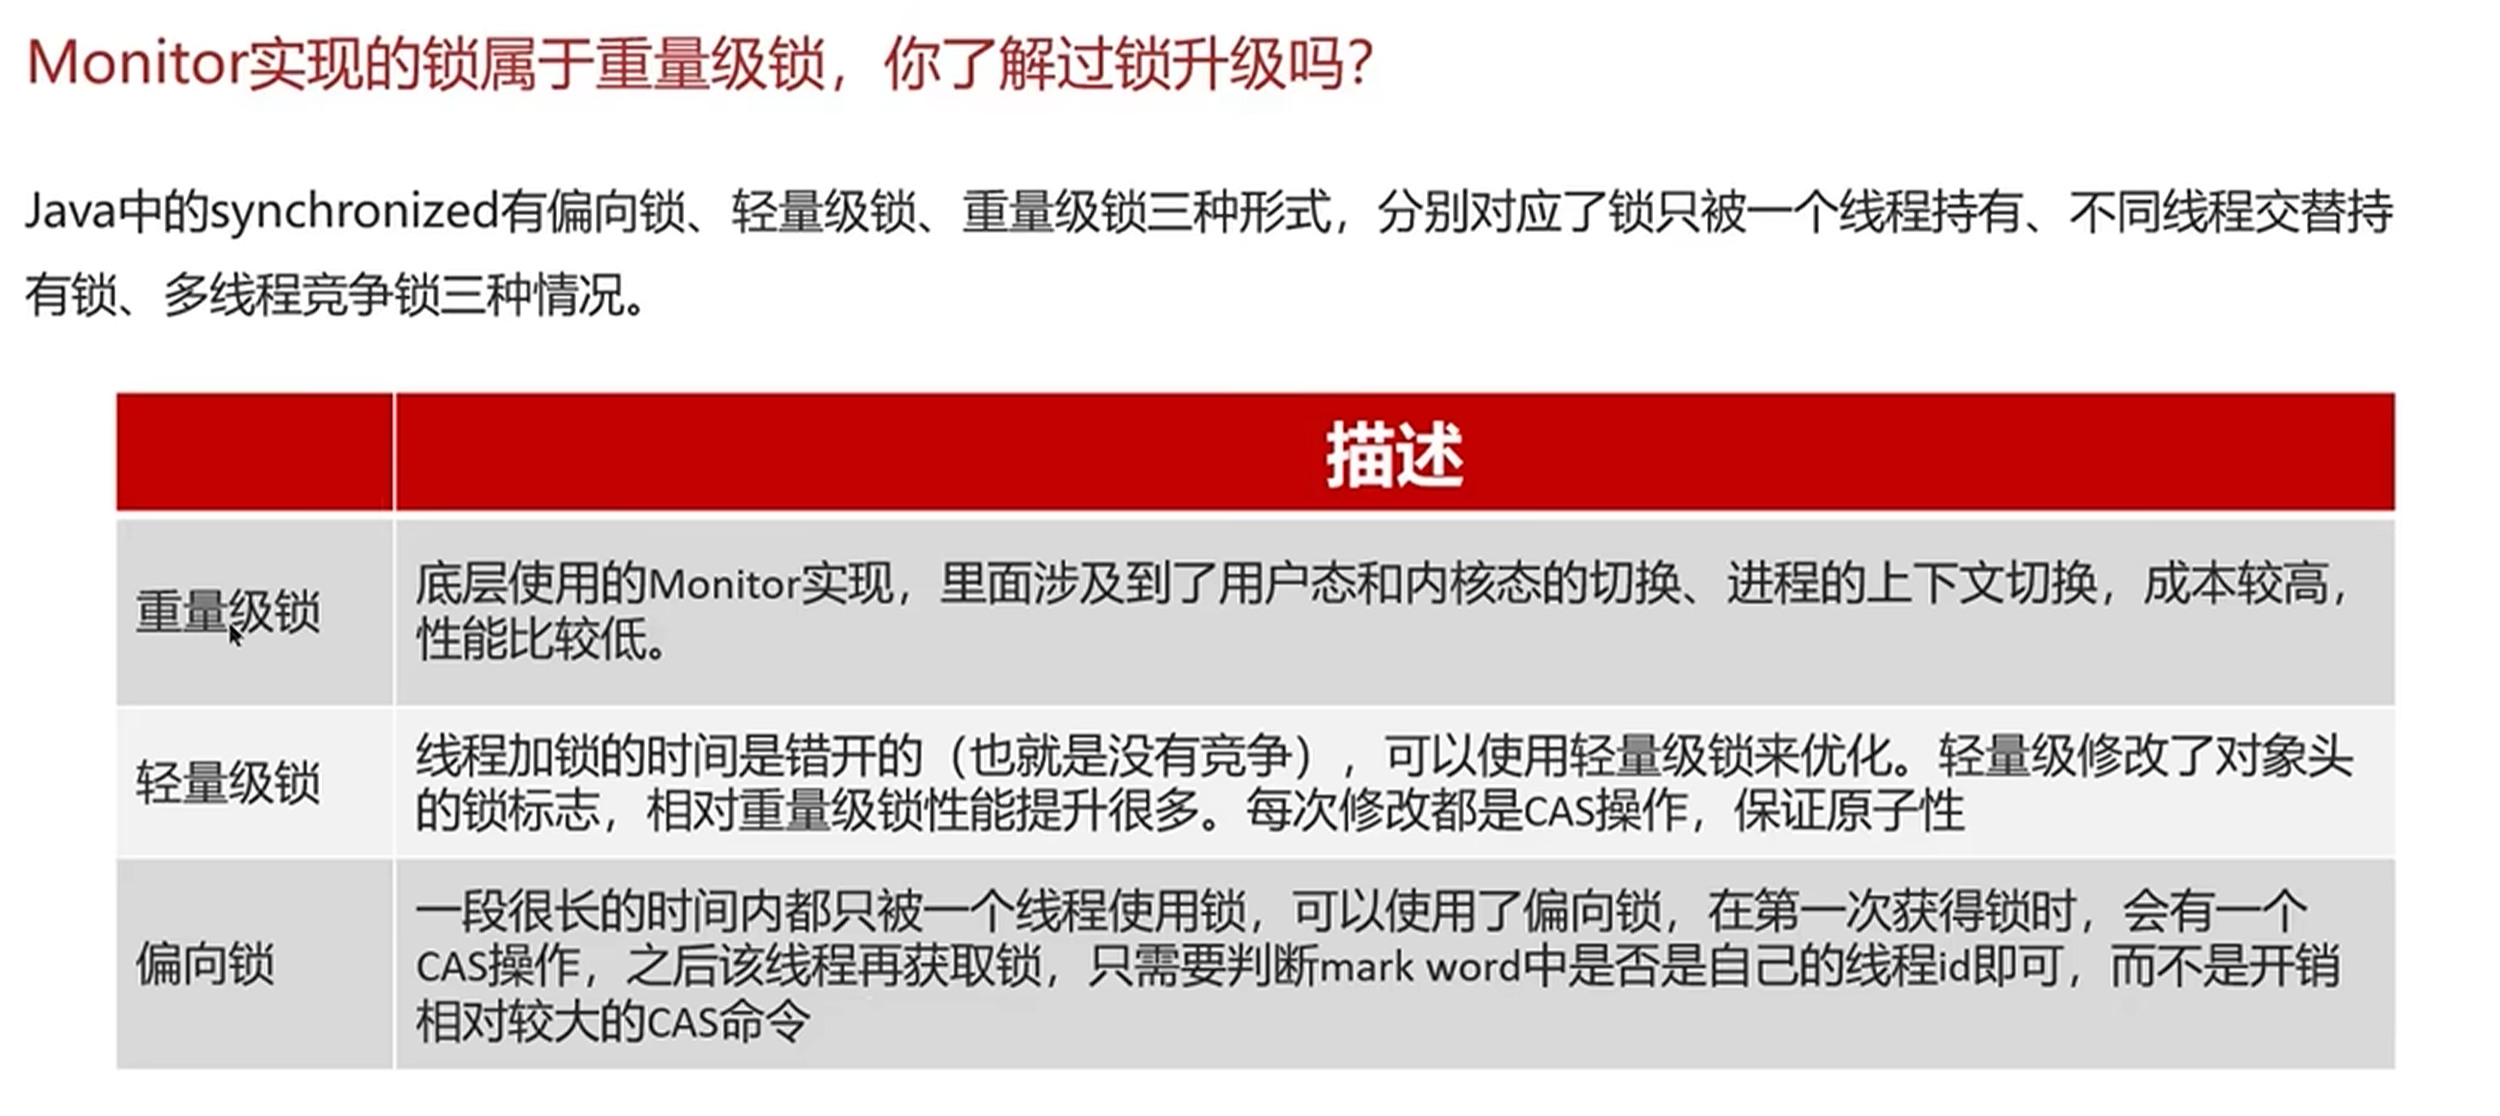 Monitor实现的锁属于重量级锁，你了解过锁升级吗？
Java中的synchronized有偏向锁、轻量级锁、重量级锁三种形式，分别对应了锁只被一个线程持有、不同线程交替持
有锁、多线程竞争锁三种情况。
描述
重量级锁
底层使用的Monitor实现，里面涉及到了用户态和内核态的切换、进程的上下文切换，成本较高，
性能比较低。
轻量级锁
线程加锁的时间是错开的（也就是没有竞争），可以使用轻量级锁来优化。轻量级修改了对象头
的锁标志，相对重量级锁性能提升很多。每次修改都是CAS操作，保证原子性
偏向锁
一段很长的时间内都只被一个线程使用锁，可以使用了偏向锁，在第一次获得锁时，会有一个
CAS操作，之后该线程再获取锁，只需要判断mark word中是否是自己的线程id即可，而不是开销
相对较大的CAS命令